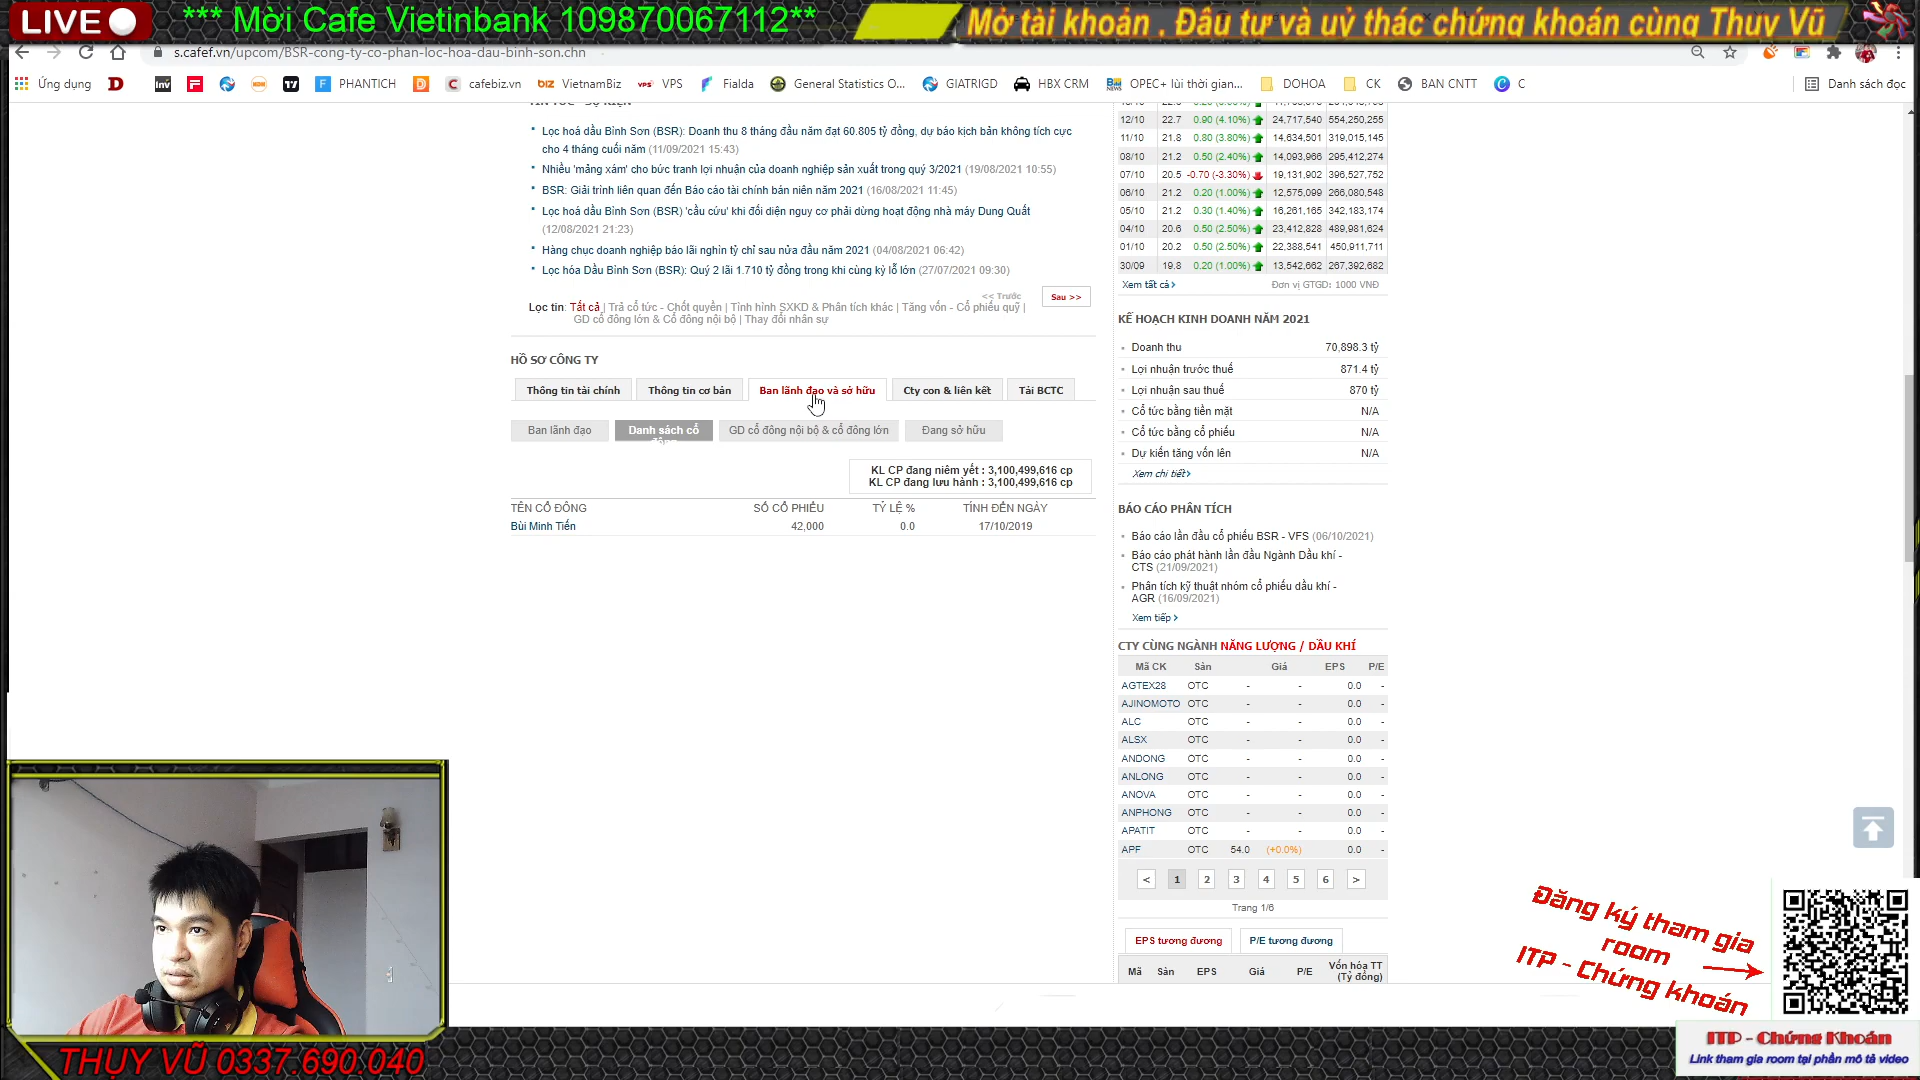 LIVE
*** Mời Cafe Vietinbank 109870067112**
Mở tài khoản . Đầu tư và uỷ thác chứng khoán cùng Thụy Vũ
s.cafef.vn/upcom/BSR-cong-ty-co-phan-loc-hoa-dau-binh-son.chn
Ứng dụng
PHANTICH
cafebiz.vn
VietnamBiz
VPS
Fialda
General Statistics O...
GIATRIGD
HBX CRM
OPEC+ lùi thời gian...
DOHOA
CK
BAN CNTT
C
Danh sách đọc
Lọc hoá dầu Bình Sơn (BSR): Doanh thu 8 tháng đầu năm đạt 60.805 tỷ đồng, dự báo kịch bản không tích cực
cho 4 tháng cuối năm (11/09/2021 15:43)
Nhiều 'mảng xám' cho bức tranh lợi nhuận của doanh nghiệp sản xuất trong quý 3/2021 (19/08/2021 10:55)
BSR: Giải trình liên quan đến Báo cáo tài chính bán niên năm 2021 (16/08/2021 11:45)
Lọc hoá dầu Bình Sơn (BSR) 'cầu cứu' khi đối diện nguy cơ phải dừng hoạt động nhà máy Dung Quất
(12/08/2021 21:23)
Hàng chục doanh nghiệp báo lãi nghìn tỷ chỉ sau nửa đầu năm 2021 (04/08/2021 06:42)
Lọc hóa Dầu Bình Sơn (BSR): Quý 2 lãi 1.710 tỷ đồng trong khi cùng kỳ lỗ lớn (27/07/2021 09:30)
<< Trước
Sau >>
Lọc tin: Tất cả | Trả cổ tức - Chốt quyền | Tình hình SXKD & Phân tích khác | Tăng vốn - Cổ phiếu quỹ |
GD cổ đông lớn & Cổ đông nội bộ | Thay đổi nhân sự
HỒ SƠ CÔNG TY
Thông tin tài chính
Thông tin cơ bản
Ban lãnh đạo và sở hữu
Cty con & liên kết
Tải BCTC
Ban lãnh đạo
Danh sách cổ
đông
GD cổ đông nội bộ & cổ đông lớn
Đang sở hữu
KL CP đang niêm yết : 3,100,499,616 cp
KL CP đang lưu hành : 3,100,499,616 cp
TÊN CỔ ĐÔNG SỐ CỔ PHIẾU TỶ LỆ % TÍNH ĐẾN NGÀY
Bùi Minh Tiến 42,000 0.0 17/10/2019
12/10 22.7 0.90 (4.10%) 24,717,540 554,250,255
11/10 21.8 0.80 (3.80%) 14,634,501 319,015,145
08/10 21.2 0.50 (2.40%) 14,093,966 295,412,274
07/10 20.5 -0.70 (-3.30%) 19,131,902 396,527,752
06/10 21.2 0.20 (1.00%) 12,575,099 266,080,548
05/10 21.2 0.30 (1.40%) 16,261,165 342,183,174
04/10 20.6 0.50 (2.50%) 23,412,828 489,981,624
01/10 20.2 0.50 (2.50%) 22,388,541 450,911,711
30/09 19.8 0.20 (1.00%) 13,542,662 267,392,682
Xem tất cả
Đơn vị GTGD: 1000 VNĐ
KẾ HOẠCH KINH DOANH NĂM 2021
Doanh thu 70,898.3 tỷ
Lợi nhuận trước thuế 871.4 tỷ
Lợi nhuận sau thuế 870 tỷ
Cổ tức bằng tiền mặt N/A
Cổ tức bằng cổ phiếu N/A
Dự kiến tăng vốn lên N/A
Xem chi tiết
BÁO CÁO PHÂN TÍCH
Báo cáo lần đầu cổ phiếu BSR - VFS (06/10/2021)
Báo cáo phát hành lần đầu Ngành Dầu khí -
CTS (21/09/2021)
Phân tích kỹ thuật nhóm cổ phiếu dầu khí -
AGR (16/09/2021)
Xem tiếp
CTY CÙNG NGÀNH NĂNG LƯỢNG / DẦU KHÍ
Mã CK Sàn Giá EPS P/E
AGTEX28 OTC - - 0.0 -
AJINOMOTO OTC - - 0.0 -
ALC OTC - - 0.0 -
ALSX OTC - - 0.0 -
ANDONG OTC - - 0.0 -
ANLONG OTC - - 0.0 -
ANOVA OTC - - 0.0 -
ANPHONG OTC - - 0.0 -
APATIT OTC - - 0.0 -
APF OTC 54.0 (+0.0%) 0.0 -
< 1 2 3 4 5 6 >
Trang 1/6
EPS tương đương
P/E tương đương
Mã Sàn EPS Giá P/E Vốn hóa TT
(Tỷ đồng)
Đăng ký tham gia
room
ITP - Chứng khoán
ITP - Chứng Khoán
Link tham gia room tại phần mô tả video
THỤY VŨ 0337.690.040